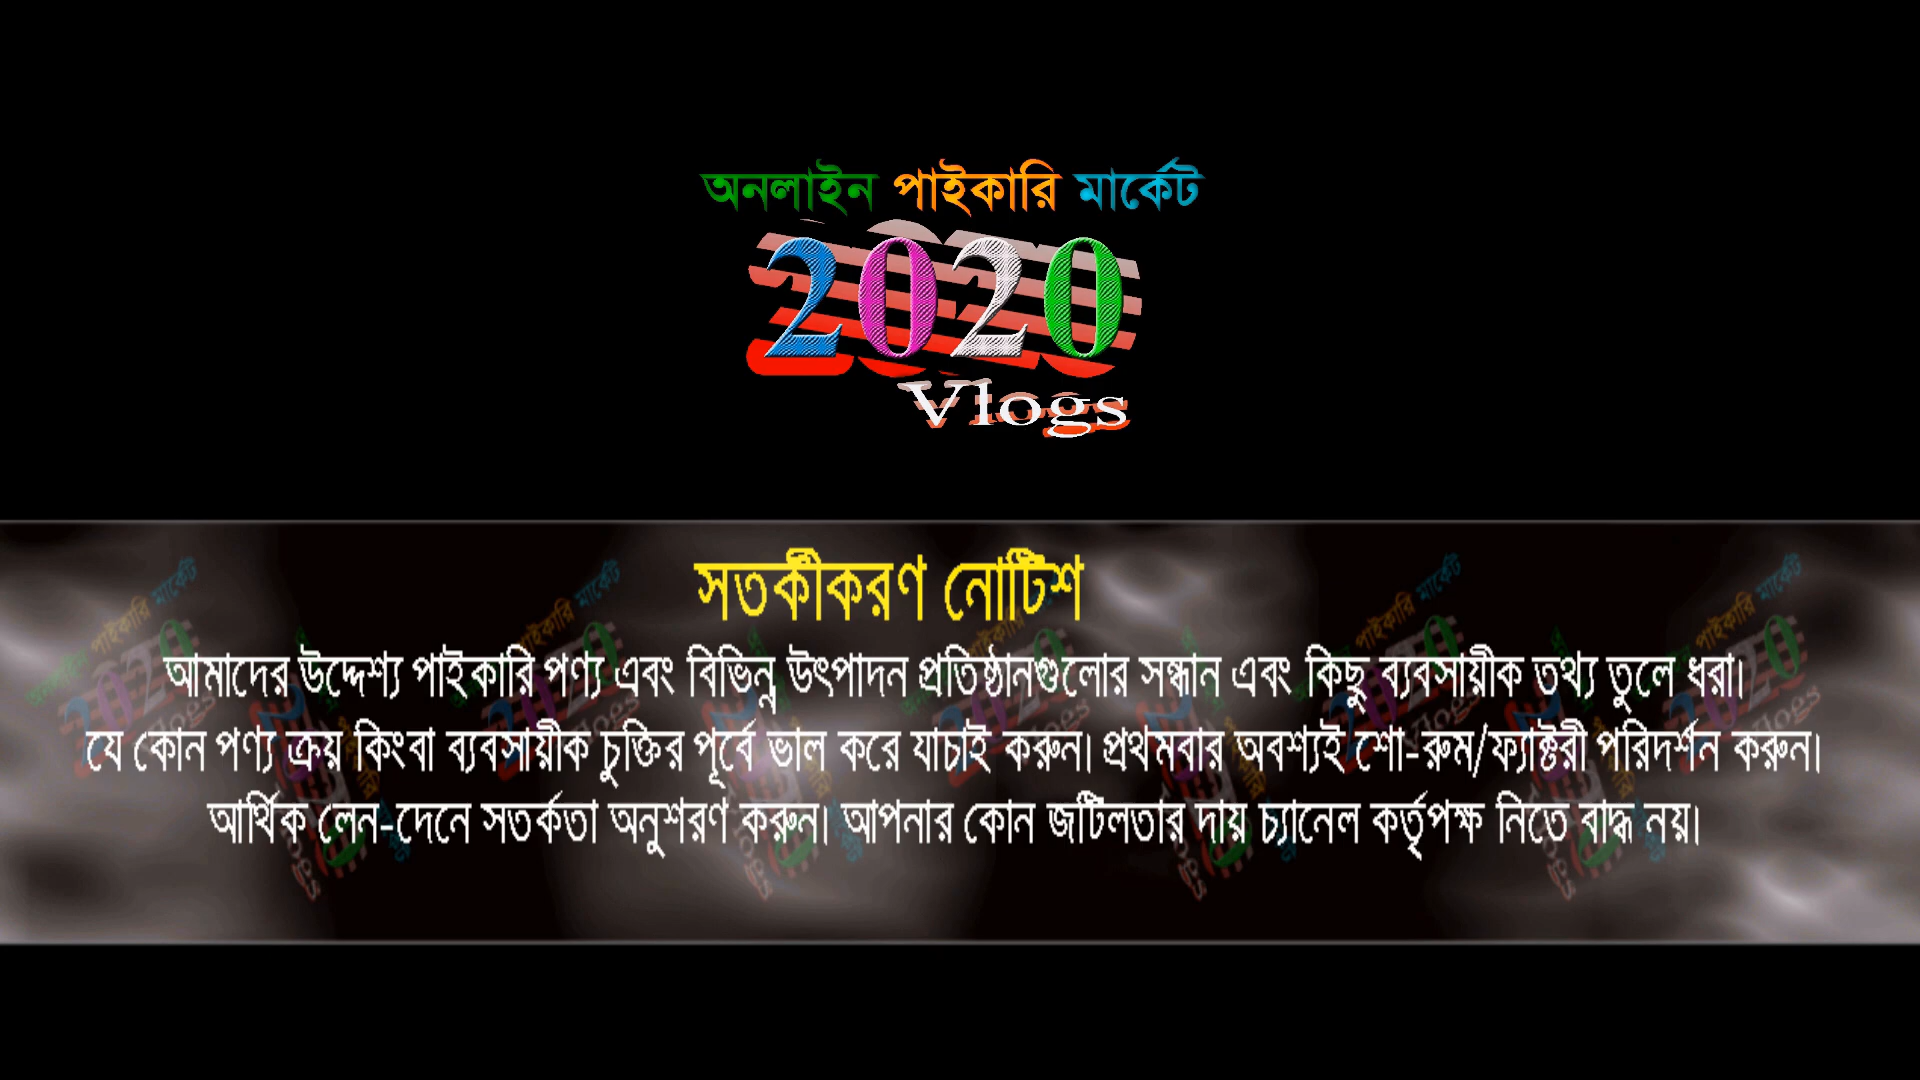 অনলাইন পাইকারি মার্কেট
2020
Vlogs
সতর্কীকরণ নোটিশ
আমাদের উদ্দেশ্য পাইকারি পণ্য এবং বিভিন্ন উৎপাদন প্রতিষ্ঠানগুলোর সন্ধান এবং কিছু ব্যবসায়ীক তথ্য তুলে ধরা।
যে কোন পণ্য ক্রয় কিংবা ব্যবসায়ীক চুক্তির পূর্বে ভাল করে যাচাই করুন। প্রথমবার অবশ্যই শো-রুম/ফ্যাক্টরী পরিদর্শন করুন।
আর্থিক লেন-দেনে সতর্কতা অনুশরণ করুন। আপনার কোন জটিলতার দায় চ্যানেল কর্তৃপক্ষ নিতে বাদ্ধ নয়।